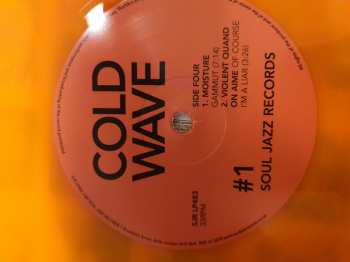 COLD
WAVE
SIDE FOUR
1. MOISTURE
GAMMUT (7:14)
2. VIOLENT QUAND
ON AIME OF COURSE
I'M A LIAR (3:26)
#1
SOUL JAZZ RECORDS
SJR LP483
33RPM